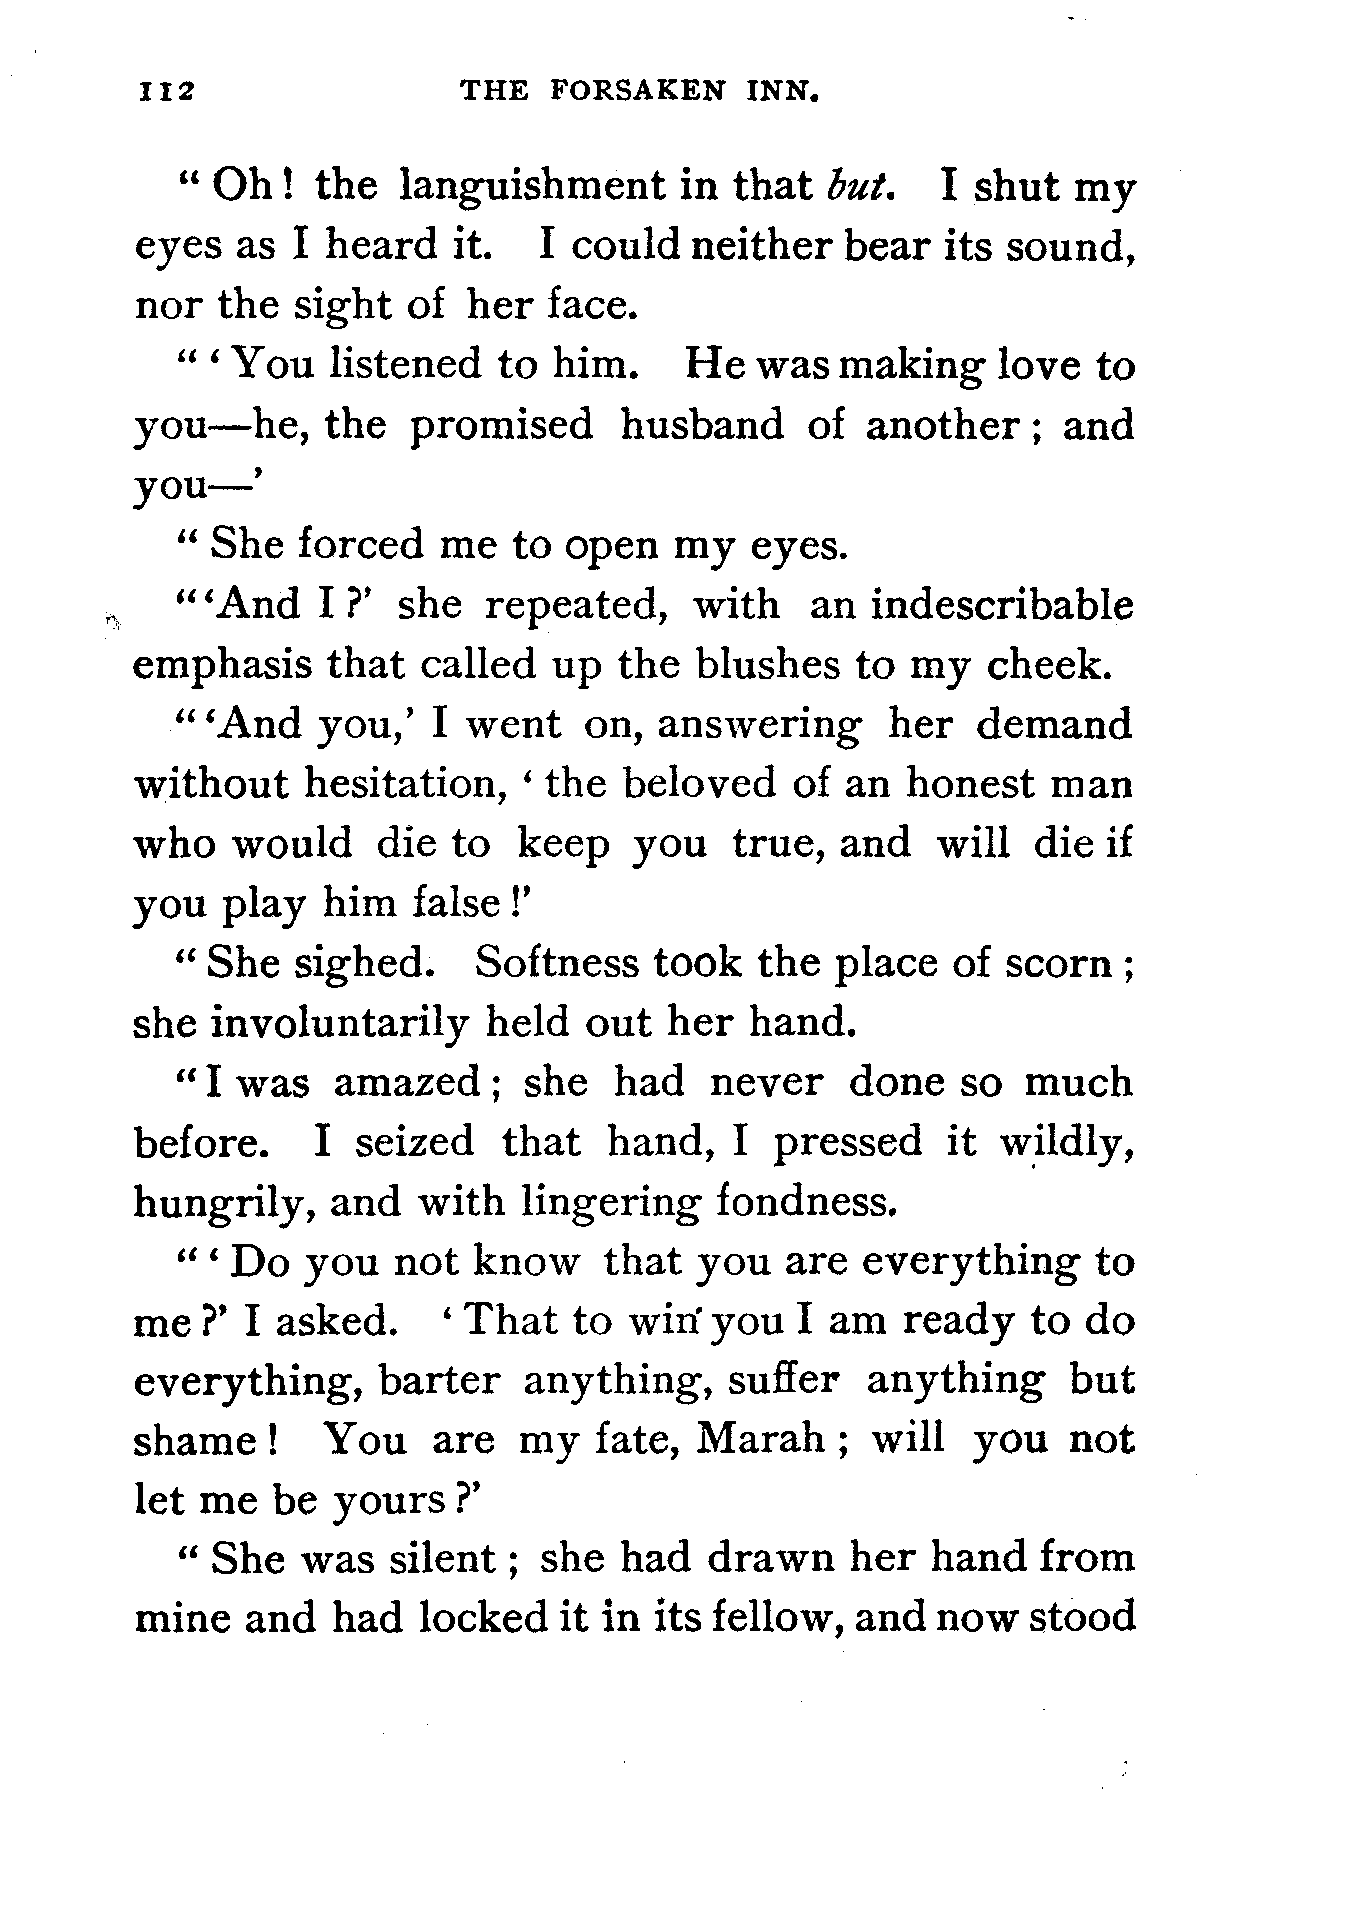 112 THE FORSAKEN INN.
“ Oh! the languishment in that but. I shut my
eyes as I heard it. I could neither bear its sound,
nor the sight of her face.
“ ‘ You listened to him. He was making love to
you—he, the promised husband of another ; and
you—’
“ She forced me to open my eyes.
“ ‘And I ?’ she repeated, with an indescribable
emphasis that called up the blushes to my cheek.
“ ‘And you,’ I went on, answering her demand
without hesitation, ‘ the beloved of an honest man
who would die to keep you true, and will die if
you play him false !’
“ She sighed. Softness took the place of scorn ;
she involuntarily held out her hand.
“ I was amazed ; she had never done so much
before. I seized that hand, I pressed it wildly,
hungrily, and with lingering fondness.
“ ‘ Do you not know that you are everything to
me ?’ I asked. ‘ That to win you I am ready to do
everything, barter anything, suffer anything but
shame ! You are my fate, Marah ; will you not
let me be yours ?’
“ She was silent ; she had drawn her hand from
mine and had locked it in its fellow, and now stood